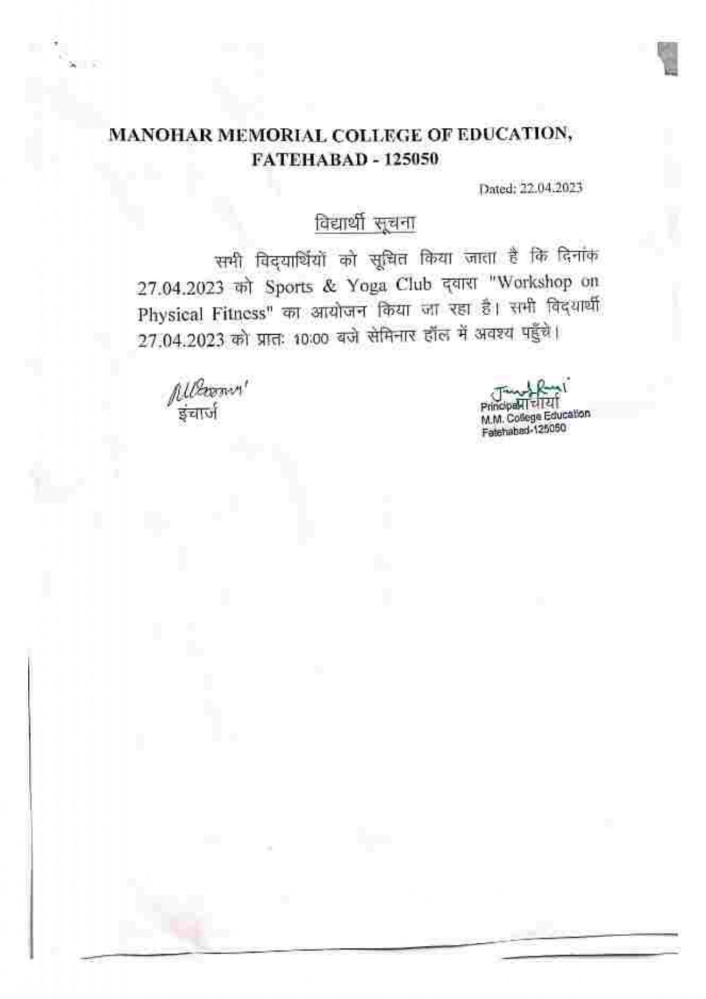 MANOHAR MEMORIAL COLLEGE OF EDUCATION,
FATEHABAD - 125050
Dated: 22.04.2023
विद्यार्थी सूचना
सभी विद्‌यार्थियों को सूचित किया जाता है कि दिनांक
27.04.2023 को Sports & Yoga Club द्‌वारा "Workshop on
Physical Fitness" का आयोजन किया जा रहा है। सभी विद्‌यार्थी
27.04.2023 को प्रातः 10:00 बजे सेमिनार हॉल में अवश्य पहुँचे।
इंचार्ज
Principal प्राचार्या
M.M. College Education
Fatehabad-125050